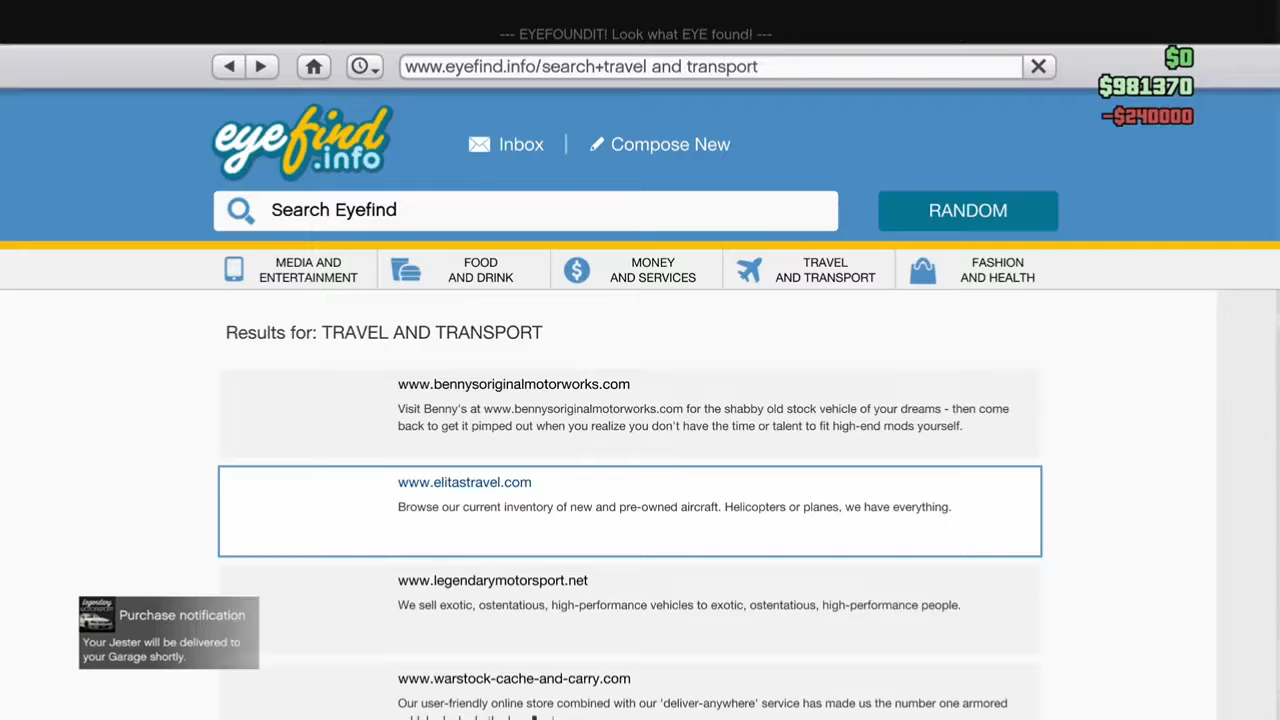 --- EYEFOUNDIT! Look what EYE found! ---
www.eyefind.info/search+travel and transport
$0
$981370
-$240000
eyefind.info
Inbox
Compose New
Search Eyefind
RANDOM
MEDIA AND
ENTERTAINMENT
FOOD
AND DRINK
MONEY
AND SERVICES
TRAVEL
AND TRANSPORT
FASHION
AND HEALTH
Results for: TRAVEL AND TRANSPORT
www.bennysoriginalmotorworks.com
Visit Benny's at www.bennysoriginalmotorworks.com for the shabby old stock vehicle of your dreams - then come
back to get it pimped out when you realize you don't have the time or talent to fit high-end mods yourself.
www.elitastravel.com
Browse our current inventory of new and pre-owned aircraft. Helicopters or planes, we have everything.
www.legendarymotorsport.net
We sell exotic, ostentatious, high-performance vehicles to exotic, ostentatious, high-performance people.
Legendary
MOTORSPORT
Purchase notification
Your Jester will be delivered to
your Garage shortly.
www.warstock-cache-and-carry.com
Our user-friendly online store combined with our 'deliver-anywhere' service has made us the number one armored